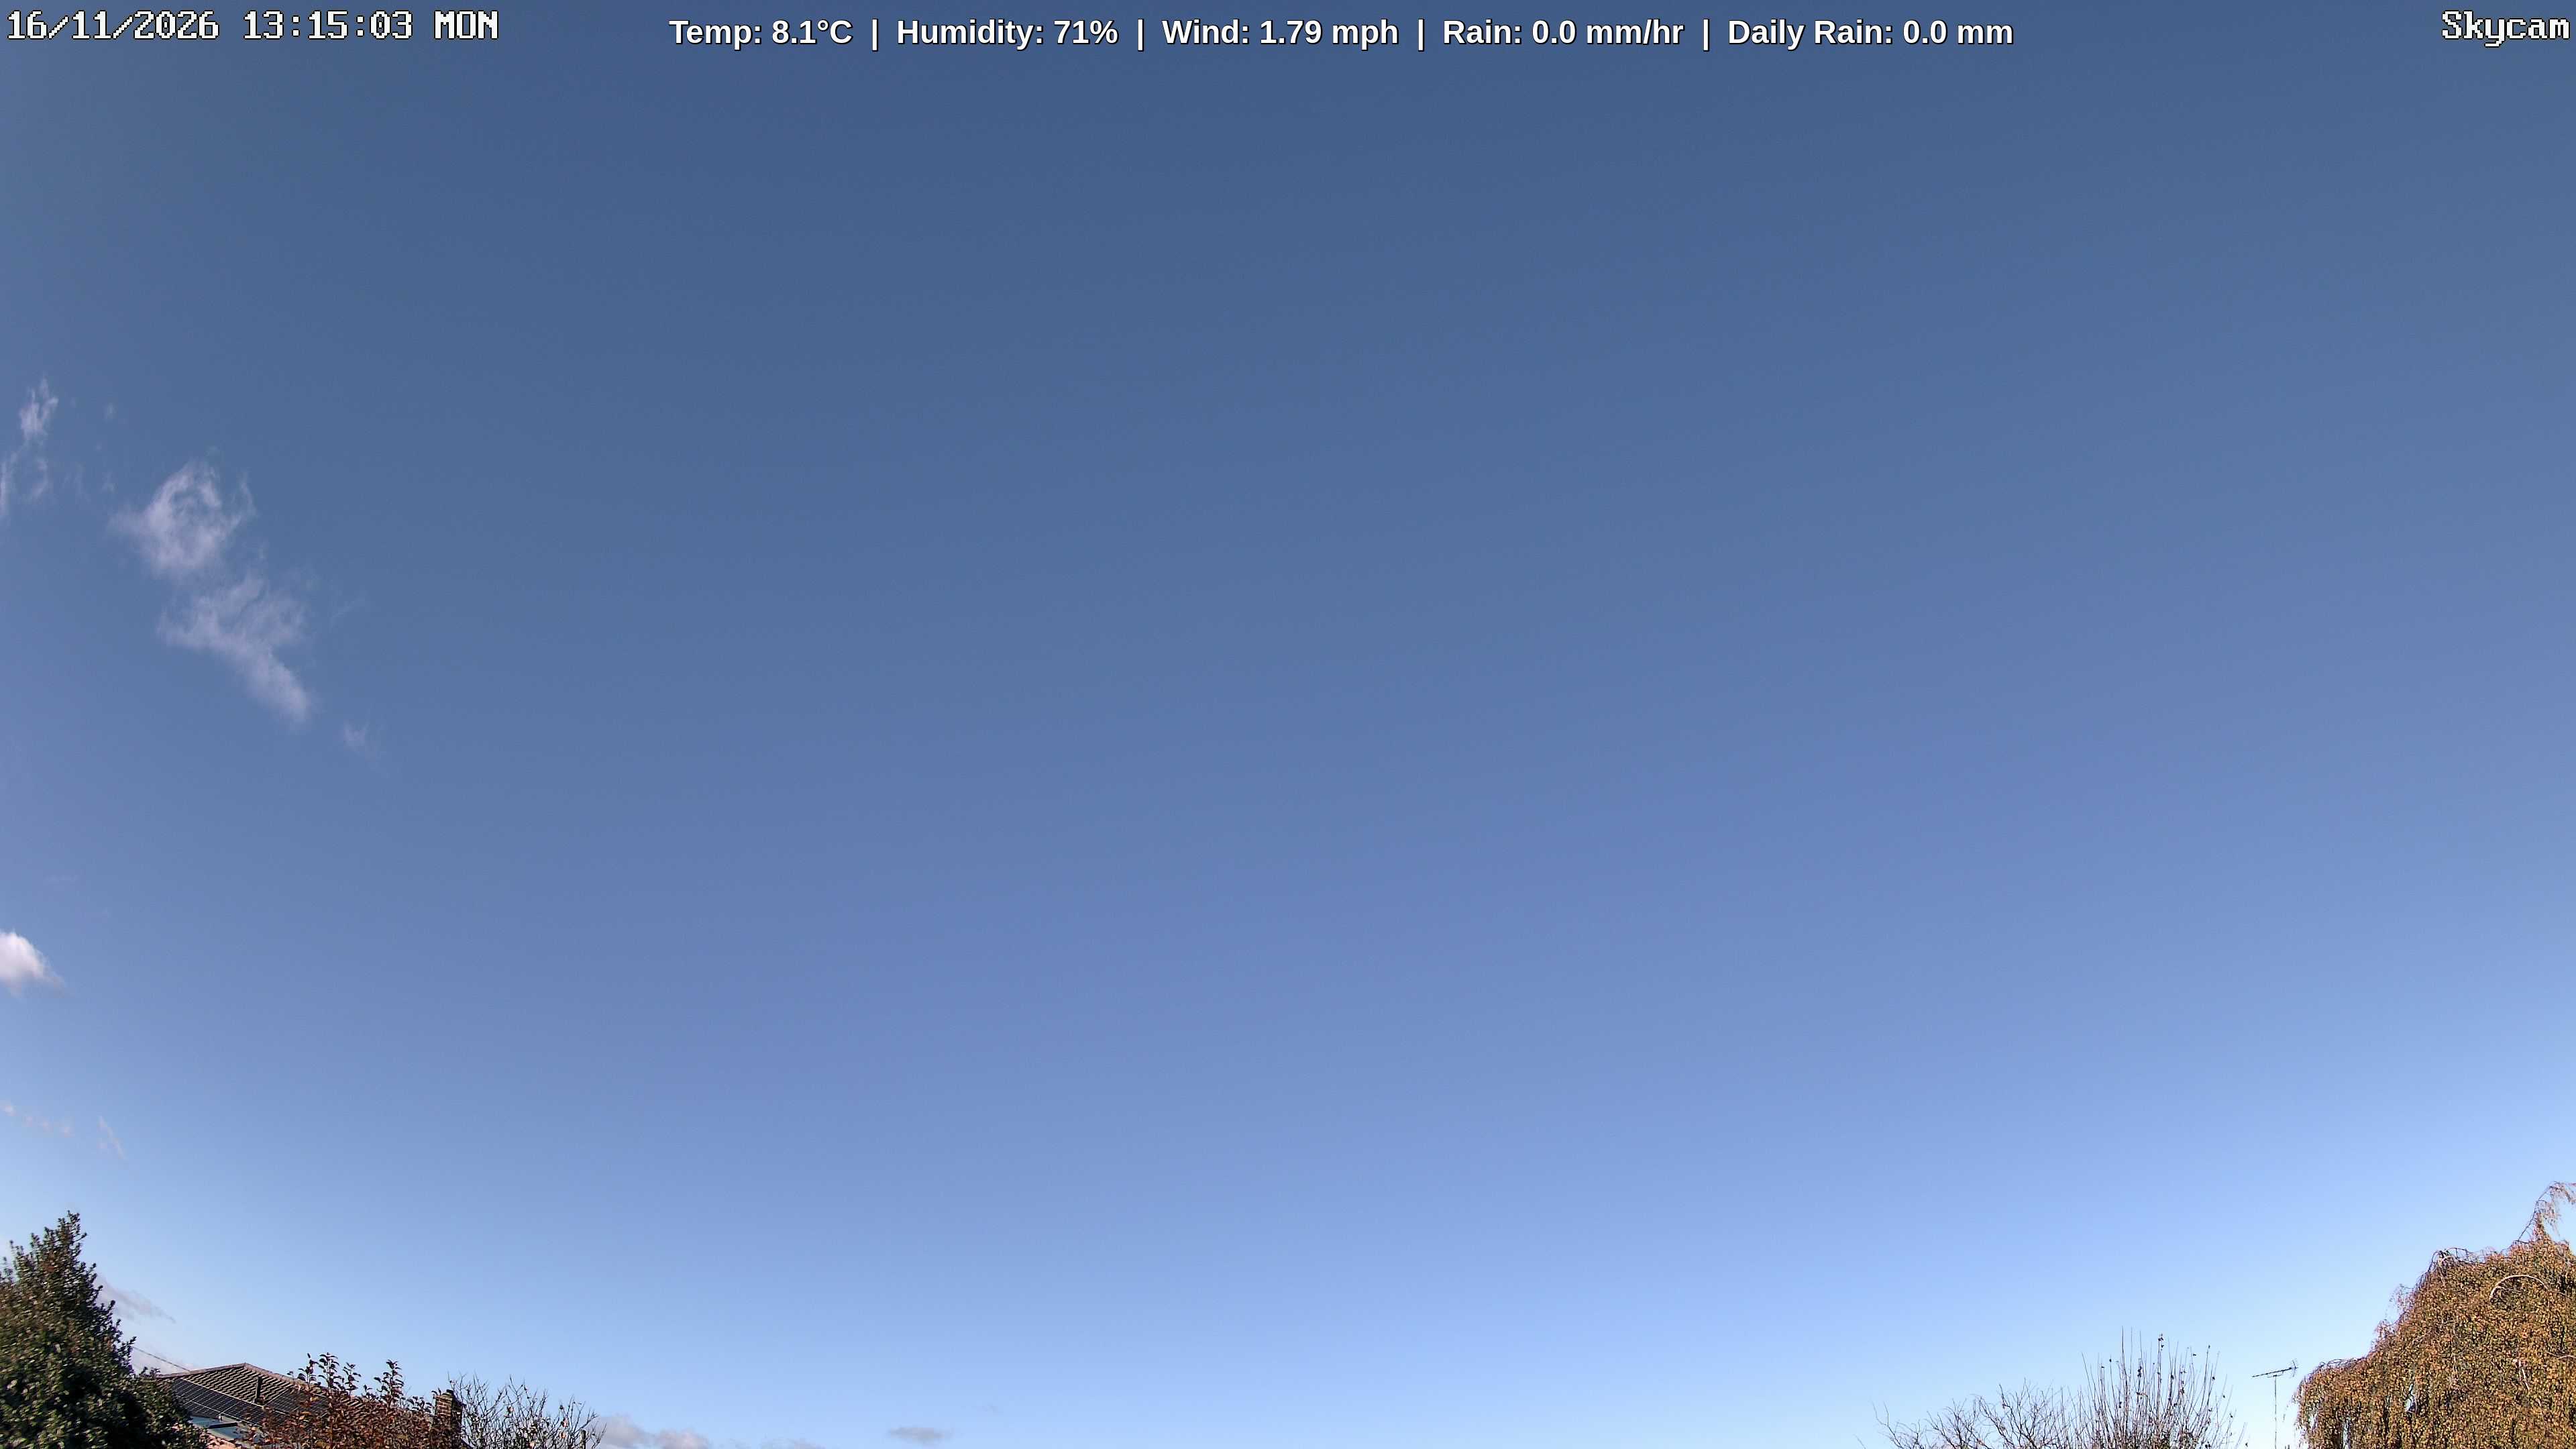 16/11/2026 13:15:03 MON
Temp: 8.1°C | Humidity: 71% | Wind: 1.79 mph | Rain: 0.0 mm/hr | Daily Rain: 0.0 mm
Skycam